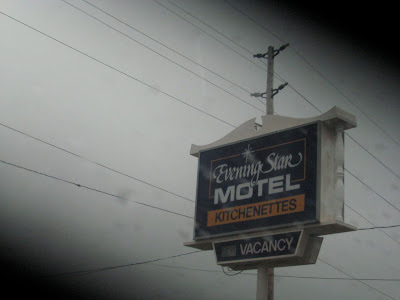 Evening Star
MOTEL
KITCHENETTES
VACANCY